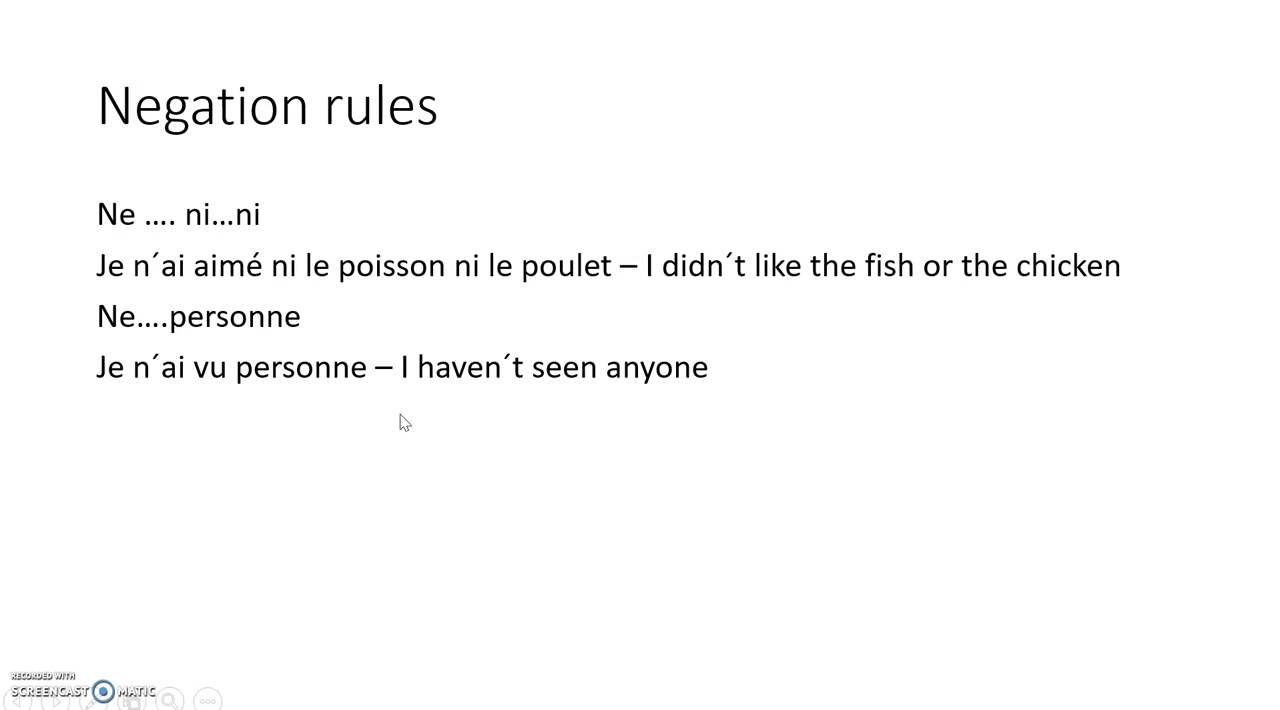 Negation rules
Ne .... ni…ni
Je n´ai aimé ni le poisson ni le poulet – I didn´t like the fish or the chicken
Ne….personne
Je n´ai vu personne – I haven´t seen anyone
RECORDED WITH
SCREENCAST MATIC